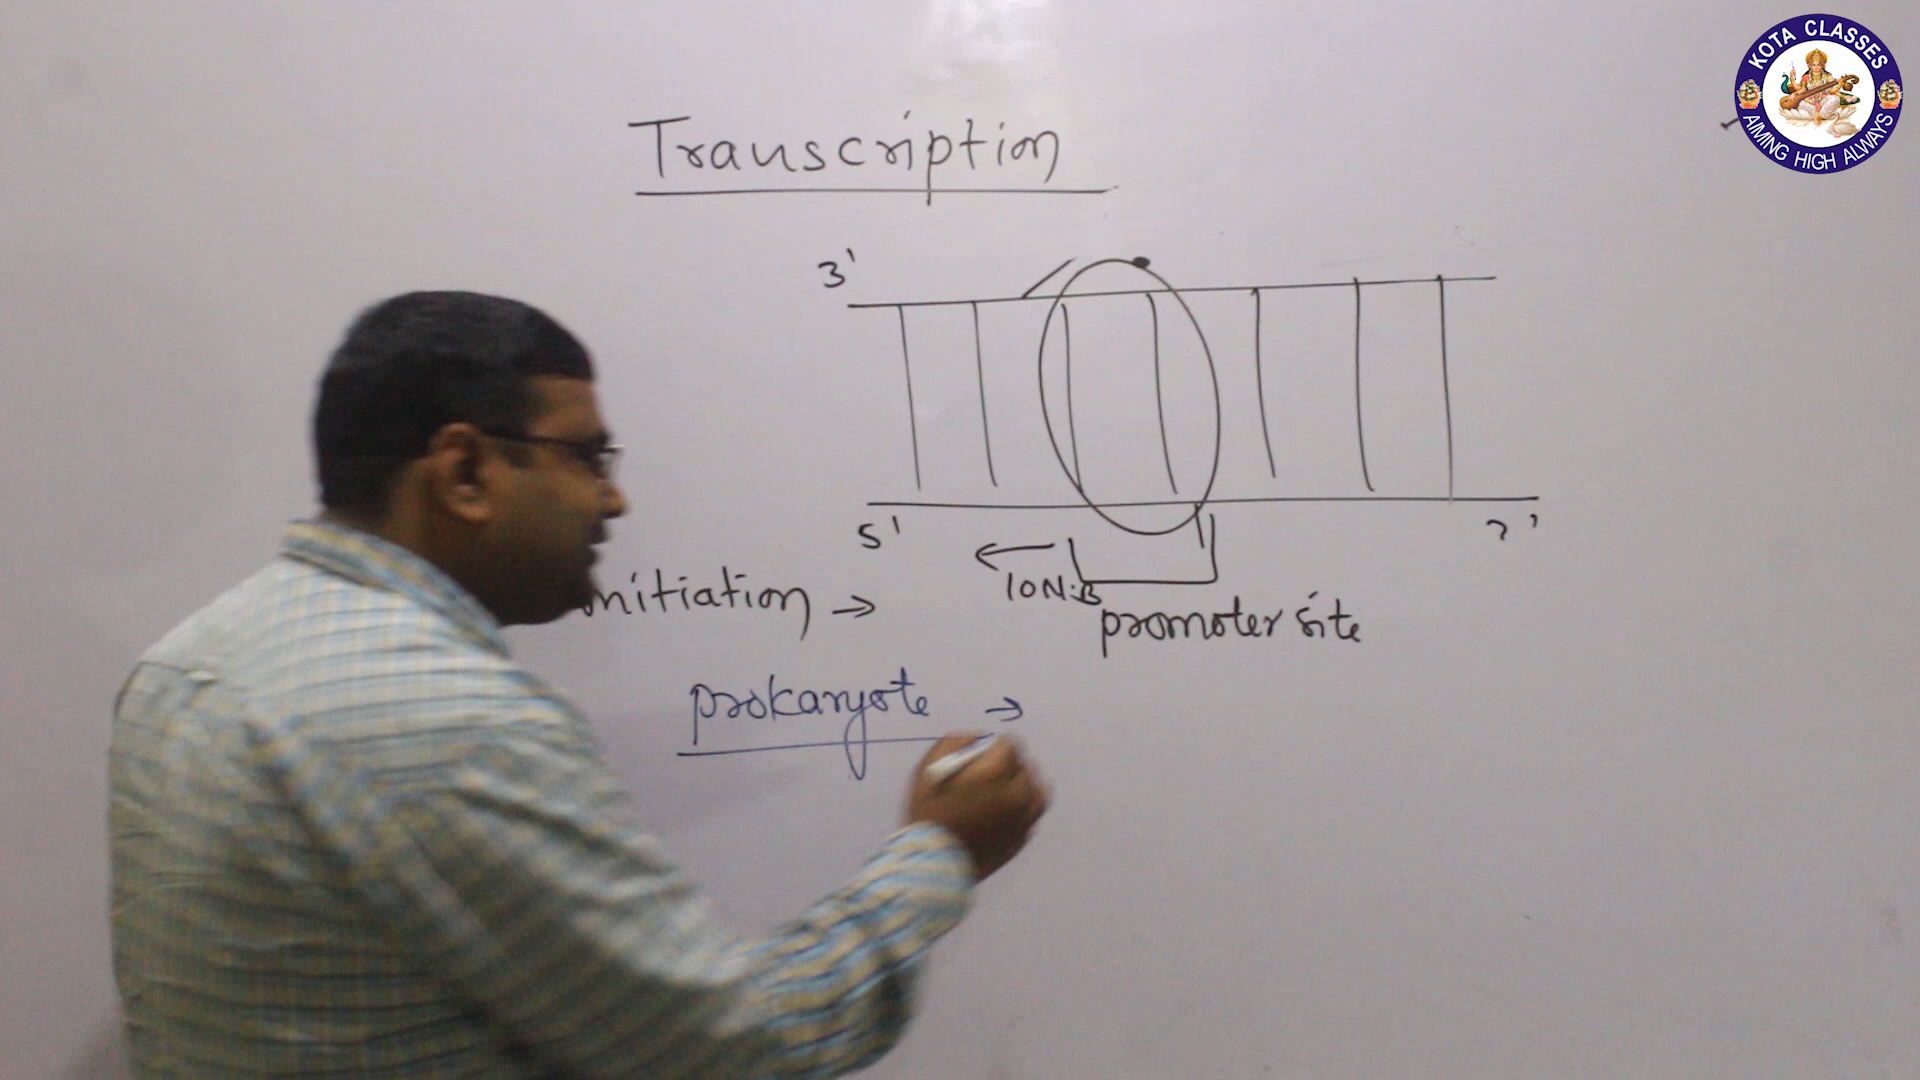 KOTA CLASSES
AIMING HIGH ALWAYS
Transcription
3'
5'
10N.B
promoter site
nitiation →
prokaryote →